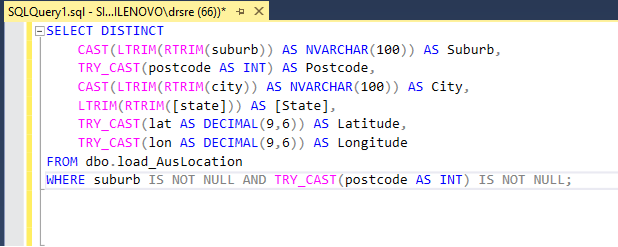 SQLQuery1.sql - SI...ILENOVO\drsre (66))*
SELECT DISTINCT
CAST(LTRIM(RTRIM(suburb)) AS NVARCHAR(100)) AS Suburb,
TRY_CAST(postcode AS INT) AS Postcode,
CAST(LTRIM(RTRIM(city)) AS NVARCHAR(100)) AS City,
LTRIM(RTRIM([state])) AS [State],
TRY_CAST(lat AS DECIMAL(9,6)) AS Latitude,
TRY_CAST(lon AS DECIMAL(9,6)) AS Longitude
FROM dbo.load_AusLocation
WHERE suburb IS NOT NULL AND TRY_CAST(postcode AS INT) IS NOT NULL;